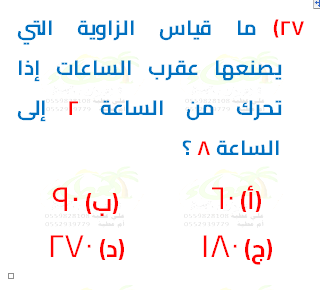 ٢٧) ما قياس الزاوية التي
يصنعها عقرب الساعات إذا
تحرك من الساعة ٢ إلى
الساعة ٨ ؟
(أ) ٦٠ (ب) ٩٠
(ج) ١٨٠ (د) ٢٧٠